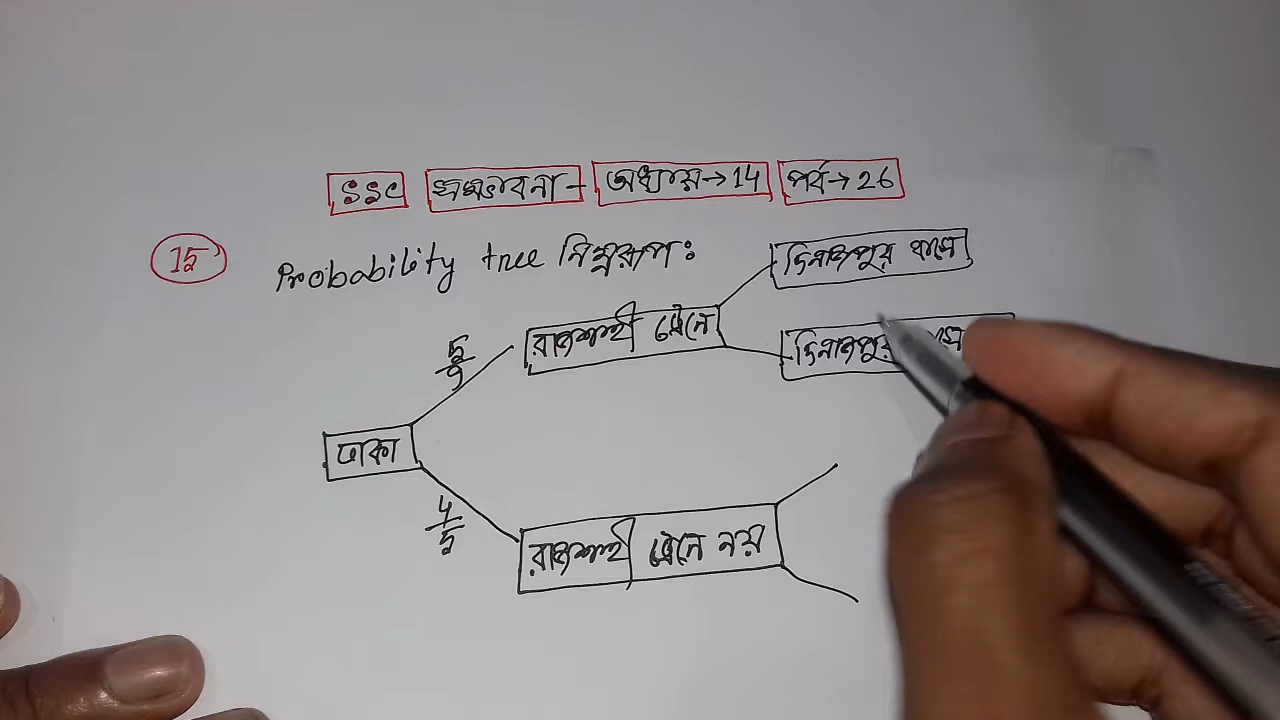 SSC সম্ভাবনা - অধ্যায়→14 পর্ব→26
15 Probability tree নিম্নরূপঃ
দিনাজপুর বাসে
রাজশাহী ট্রেনে
দিনাজপুর
5/9
ঢাকা
4/9
রাজশাহী ট্রেনে নয়